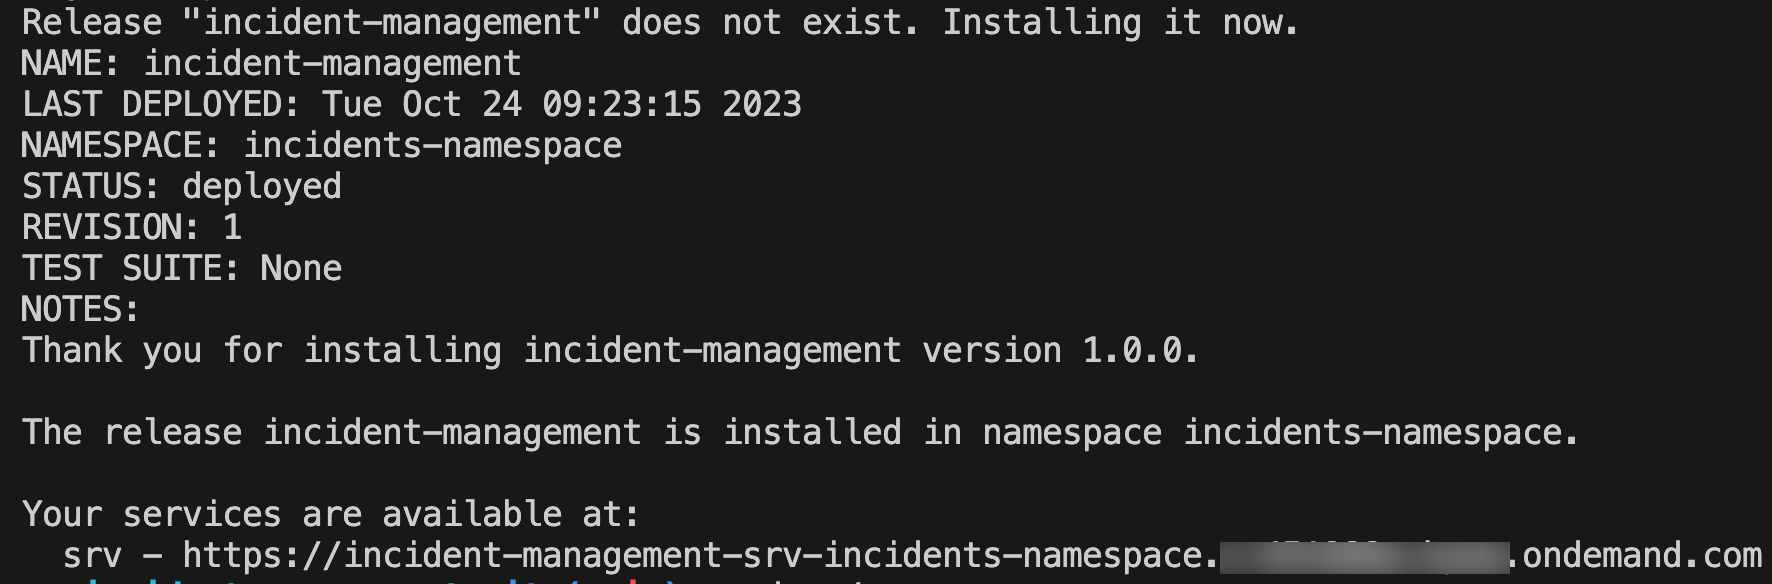 Release "incident-management" does not exist. Installing it now.
NAME: incident-management
LAST DEPLOYED: Tue Oct 24 09:23:15 2023
NAMESPACE: incidents-namespace
STATUS: deployed
REVISION: 1
TEST SUITE: None
NOTES:
Thank you for installing incident-management version 1.0.0.
The release incident-management is installed in namespace incidents-namespace.
Your services are available at:
srv - https://incident-management-srv-incidents-namespace. .ondemand.com